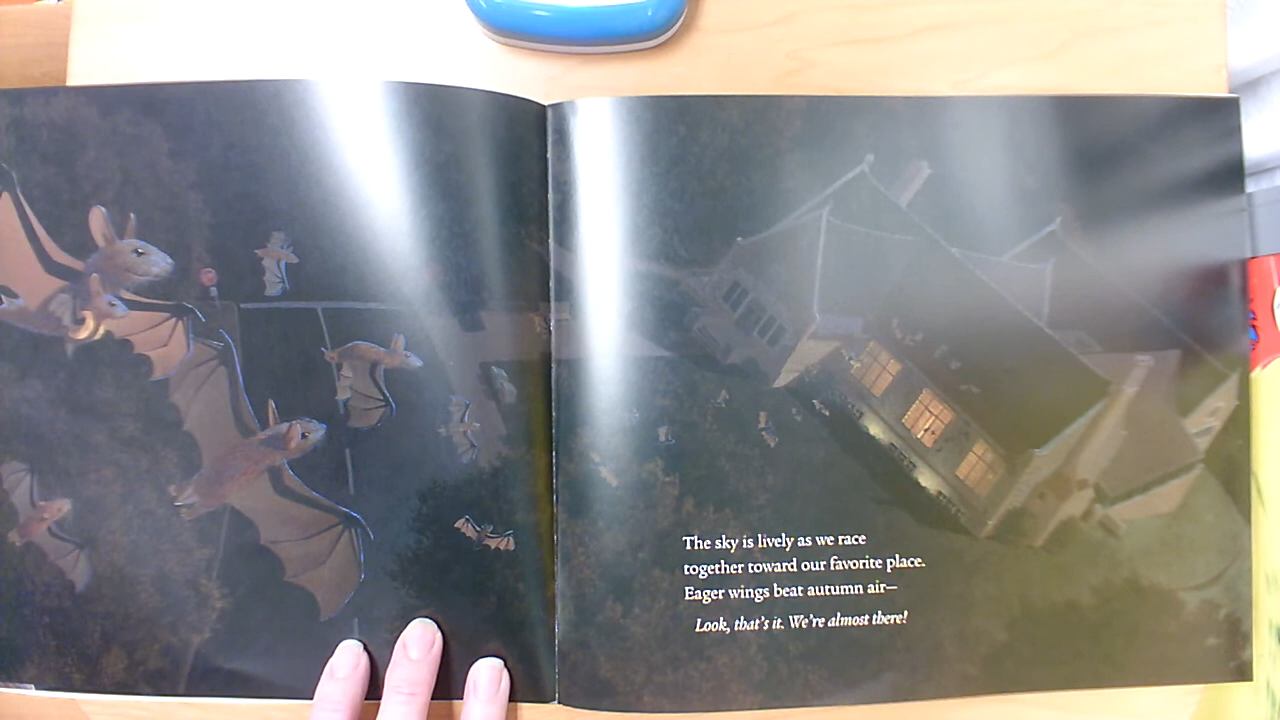 The sky is lively as we race
together toward our favorite place.
Eager wings beat autumn air—
Look, that's it. We're almost there!